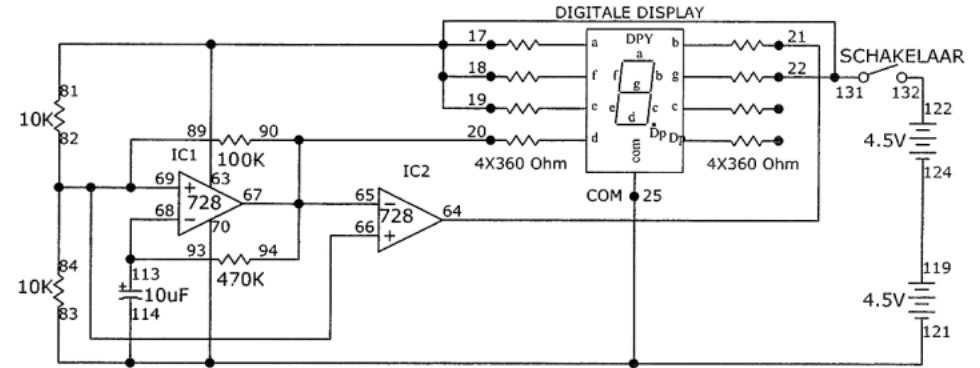 DIGITALE DISPLAY
17
18
19
20
a
f
e
d
DPY
a
f
b
g
e
c
d
Dp
com
b
g
c
Dp
21
22
SCHAKELAAR
131
132
122
4.5V
124
119
4.5V
121
4X360 Ohm
4X360 Ohm
COM
25
81
10K
82
89
90
100K
IC1
69
+
728
63
67
68
-
70
93
94
470K
IC2
65
-
728
64
66
+
84
10K
83
113
+
10uF
114